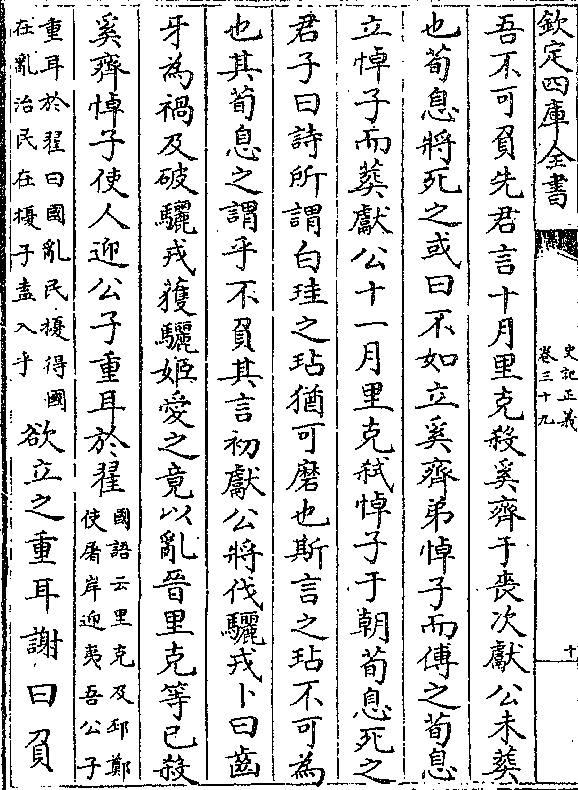 欽定四庫全書
史記正義
卷三十九
十
吾不可負先君言十月里克殺奚齊于喪次獻公未葬
也荀息將死之或曰不如立奚齊弟悼子而傅之荀息
立悼子而葬獻公十一月里克弑悼子于朝荀息死之
君子曰詩所謂白珪之玷猶可磨也斯言之玷不可為
也其荀息之謂乎不負其言初獻公將伐驪戎卜曰齒
牙為禍及破驪戎獲驪姬愛之竟以亂晉里克等已殺
奚齊悼子使人迎公子重耳於翟
國語云里克及邳鄭
使屠岸迎夷吾公子
重耳於翟曰國亂民擾得國
在亂治民在擾子盍入乎
欲立之重耳謝曰負